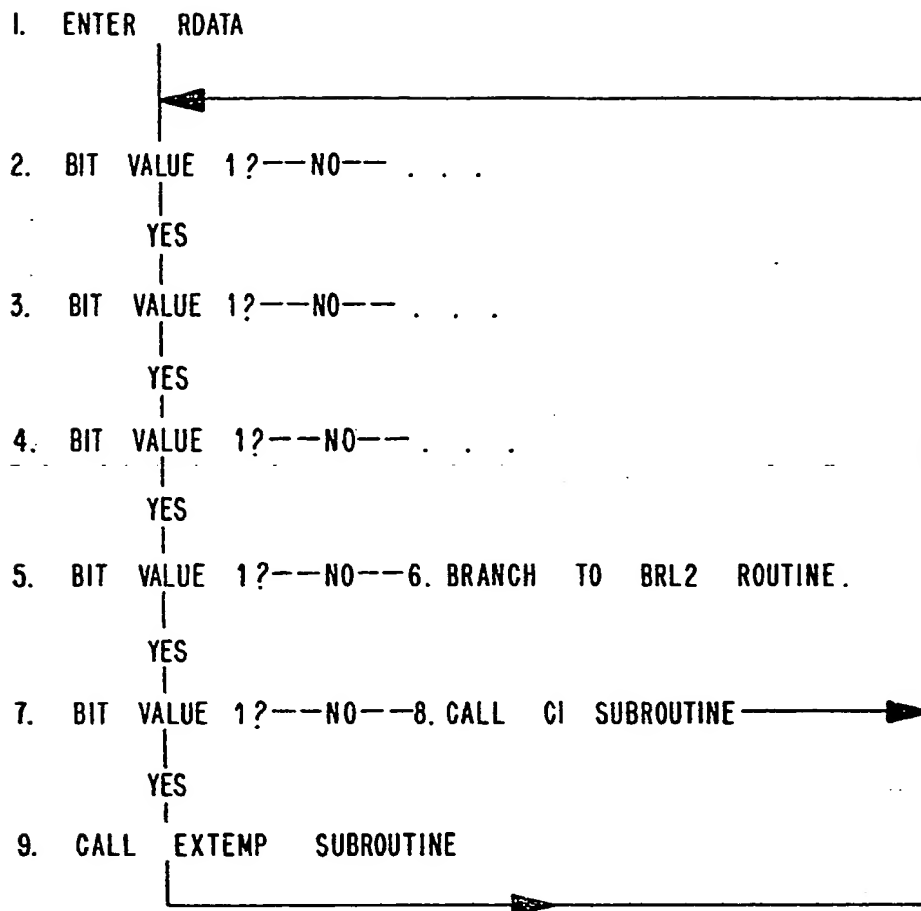 1. ENTER RDATA
2. BIT VALUE 1?--NO-- . . .
YES
3. BIT VALUE 1?--NO-- . . .
YES
4. BIT VALUE 1?--NO-- . . .
YES
5. BIT VALUE 1?--NO--6. BRANCH TO BRL2 ROUTINE.
YES
7. BIT VALUE 1?--NO--8. CALL CI SUBROUTINE
YES
9. CALL EXTEMP SUBROUTINE